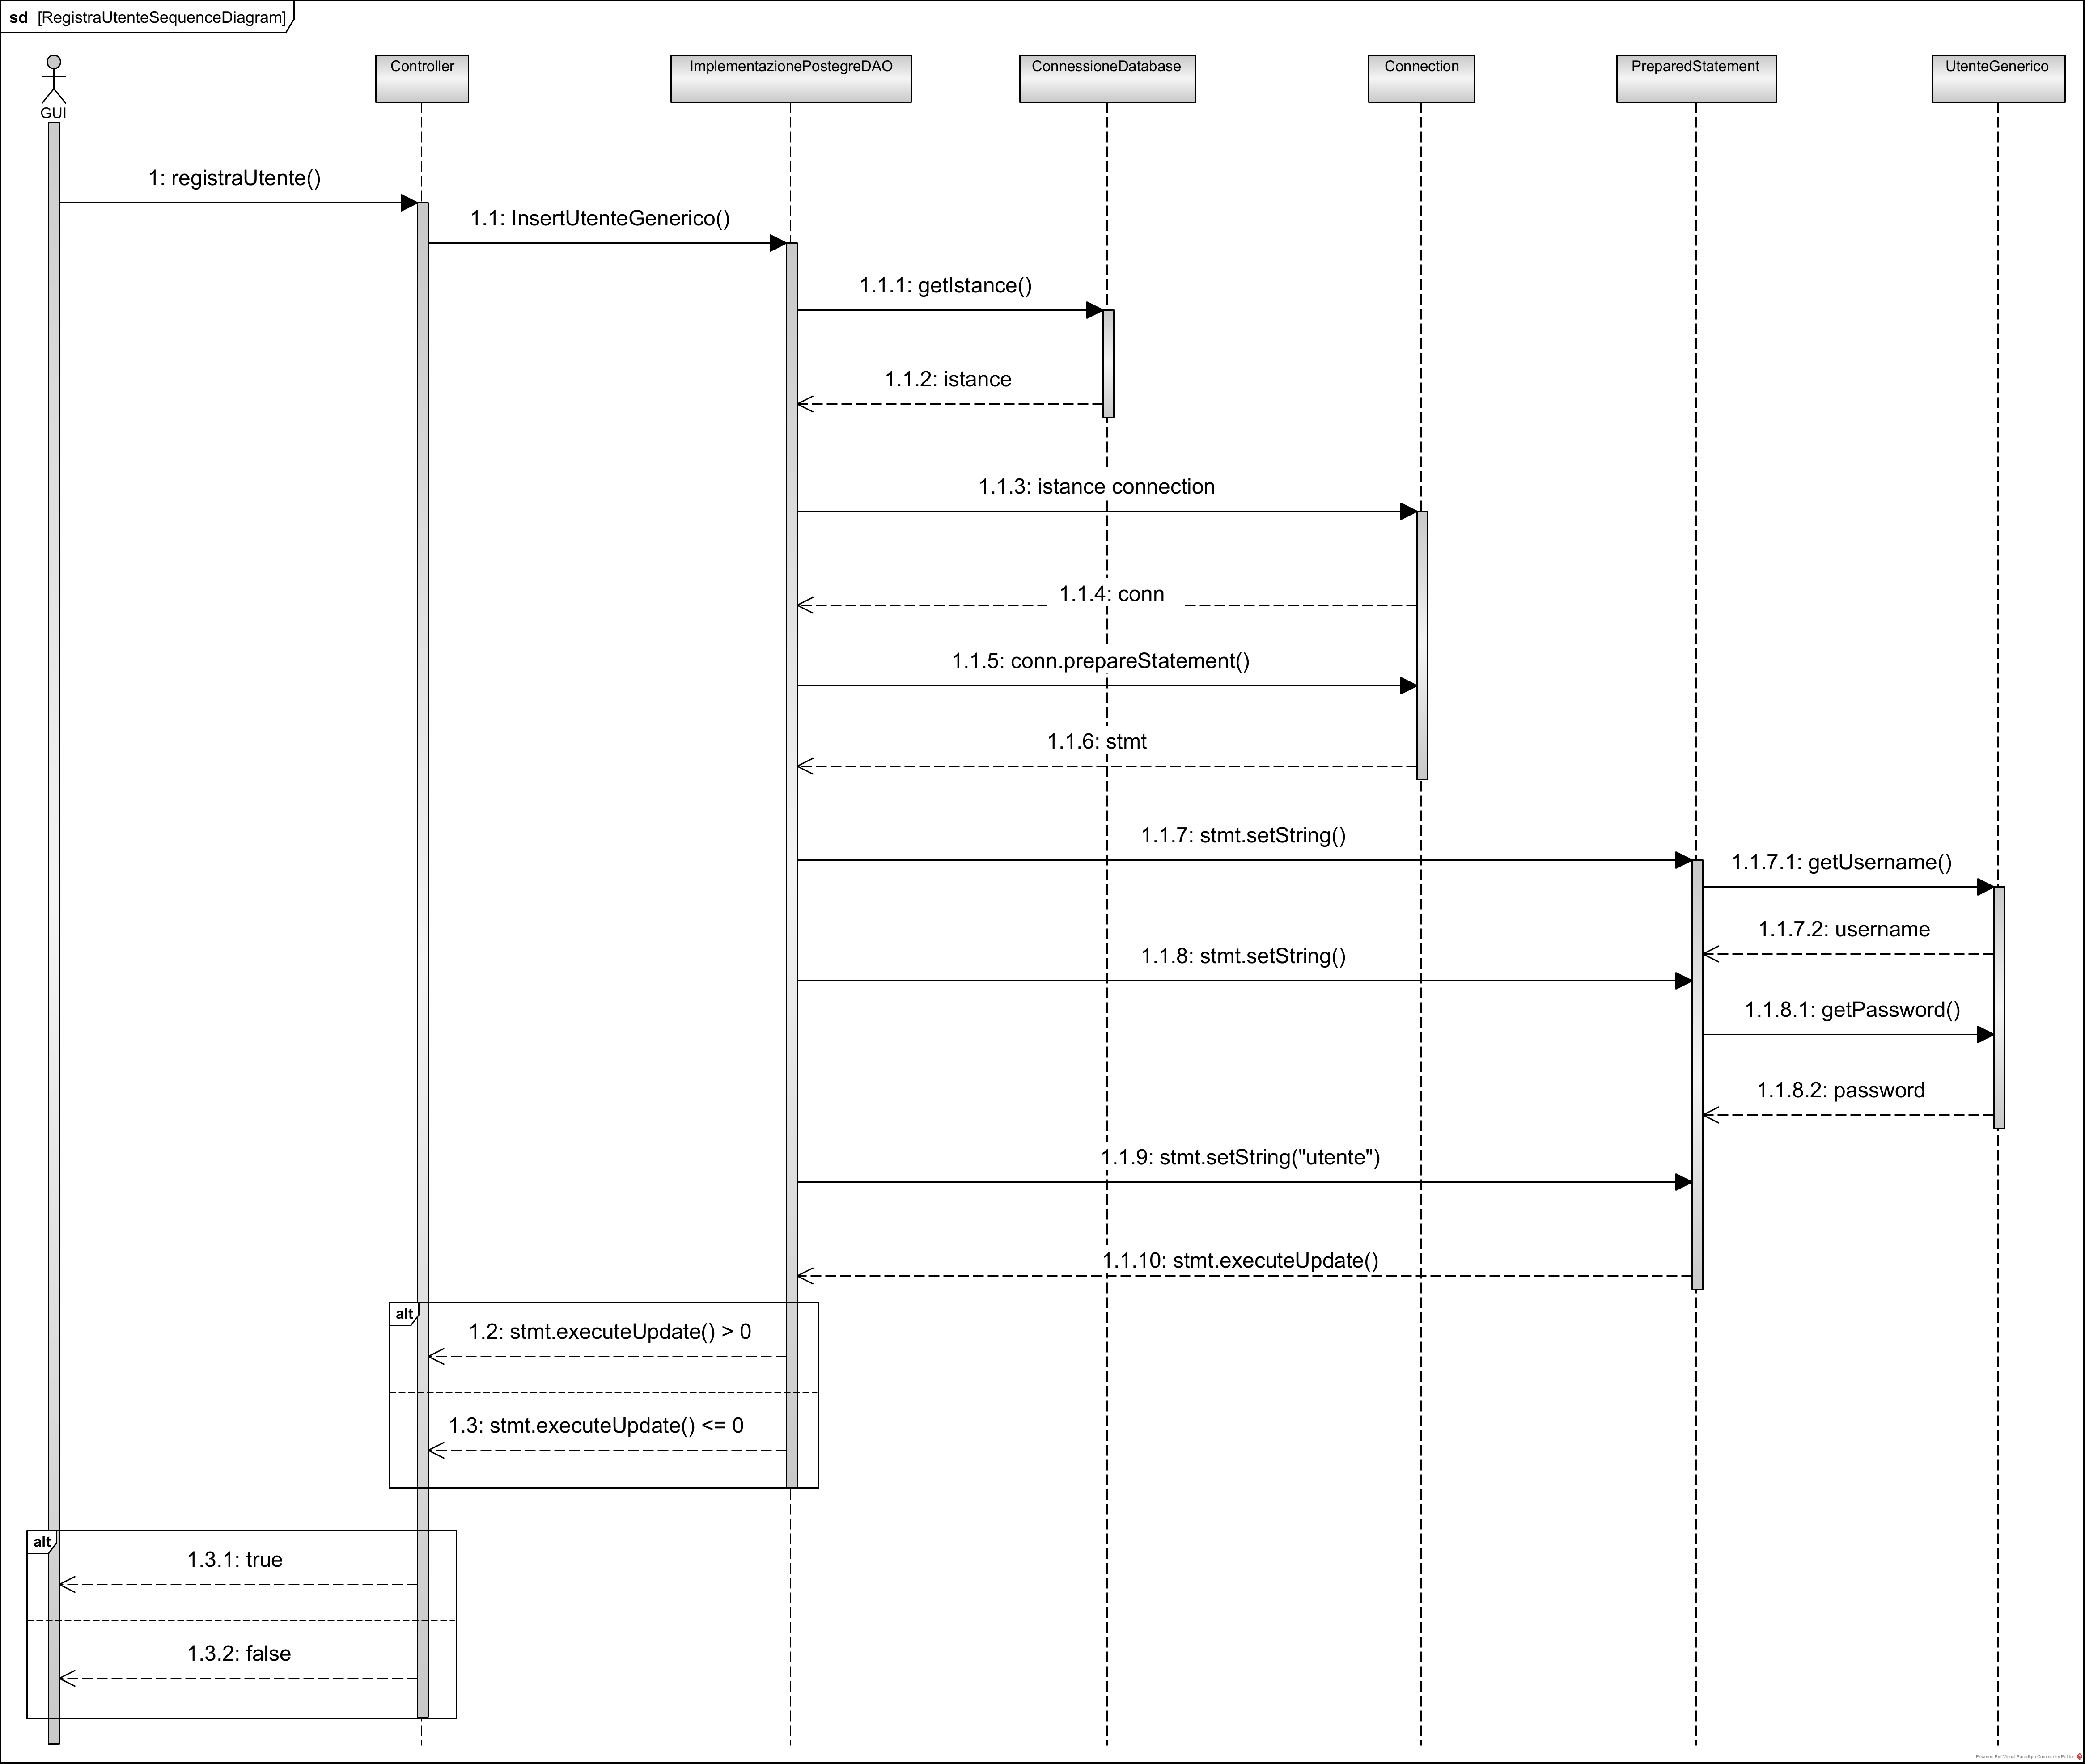 sd [RegistraUtenteSequenceDiagram]
GUI
Controller
ImplementazionePostegreDAO
ConnessioneDatabase
Connection
PreparedStatement
UtenteGenerico
1: registraUtente()
1.1: InsertUtenteGenerico()
1.1.1: getIstance()
1.1.2: istance
1.1.3: istance connection
1.1.4: conn
1.1.5: conn.prepareStatement()
1.1.6: stmt
1.1.7: stmt.setString()
1.1.7.1: getUsername()
1.1.7.2: username
1.1.8: stmt.setString()
1.1.8.1: getPassword()
1.1.8.2: password
1.1.9: stmt.setString("utente")
1.1.10: stmt.executeUpdate()
alt
1.2: stmt.executeUpdate() > 0
1.3: stmt.executeUpdate() <= 0
alt
1.3.1: true
1.3.2: false
Powered By: Visual Paradigm Community Edition